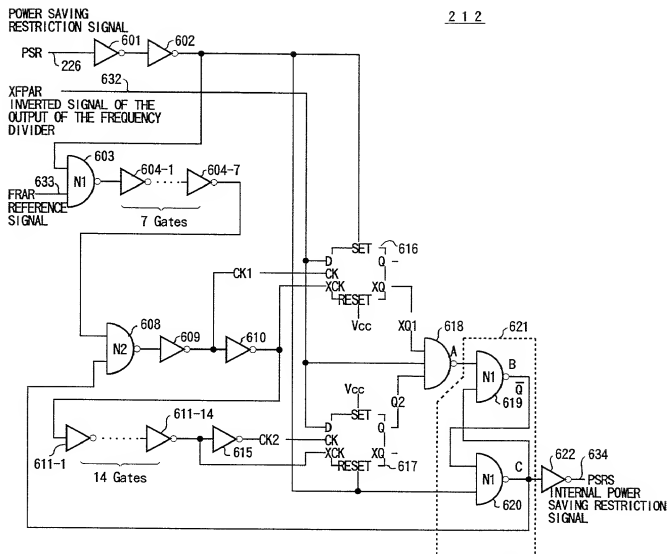 POWER SAVING
RESTRICTION SIGNAL
212
601
602
PSR
226
632
XFPAR
INVERTED SIGNAL OF THE
OUTPUT OF THE FREQUENCY
DIVIDER
603
604-1
604-7
N1
633
FRAR
REFERENCE
SIGNAL
7 Gates
SET
616
D
Q
CK1
CK
XCK
XQ
RESET
Vcc
608
609
610
N2
XQ1
618
621
A
N1
B
Q̅
619
Vcc
Q2
SET
611-14
D
Q
CK2
CK
XCK
XQ
617
RESET
611-1
615
14 Gates
C
N1
620
622
634
PSRS
INTERNAL POWER
SAVING RESTRICTION
SIGNAL